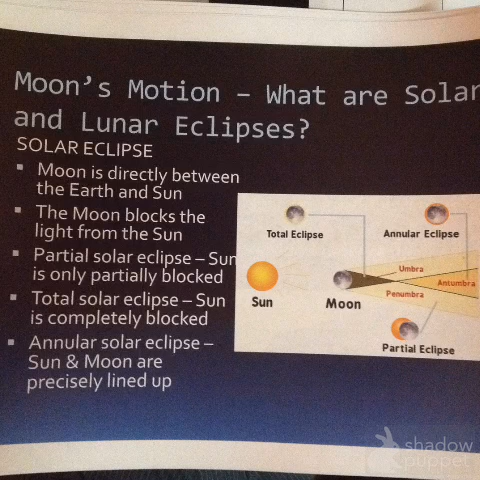 Moon's Motion – What are Solar
and Lunar Eclipses?
SOLAR ECLIPSE
▪ Moon is directly between
the Earth and Sun
▪ The Moon blocks the
light from the Sun
▪ Partial solar eclipse – Sun
is only partially blocked
▪ Total solar eclipse – Sun
is completely blocked
▪ Annular solar eclipse –
Sun & Moon are
precisely lined up
Total Eclipse
Annular Eclipse
Umbra
Antumbra
Penumbra
Sun
Moon
Partial Eclipse
shadow
puppet